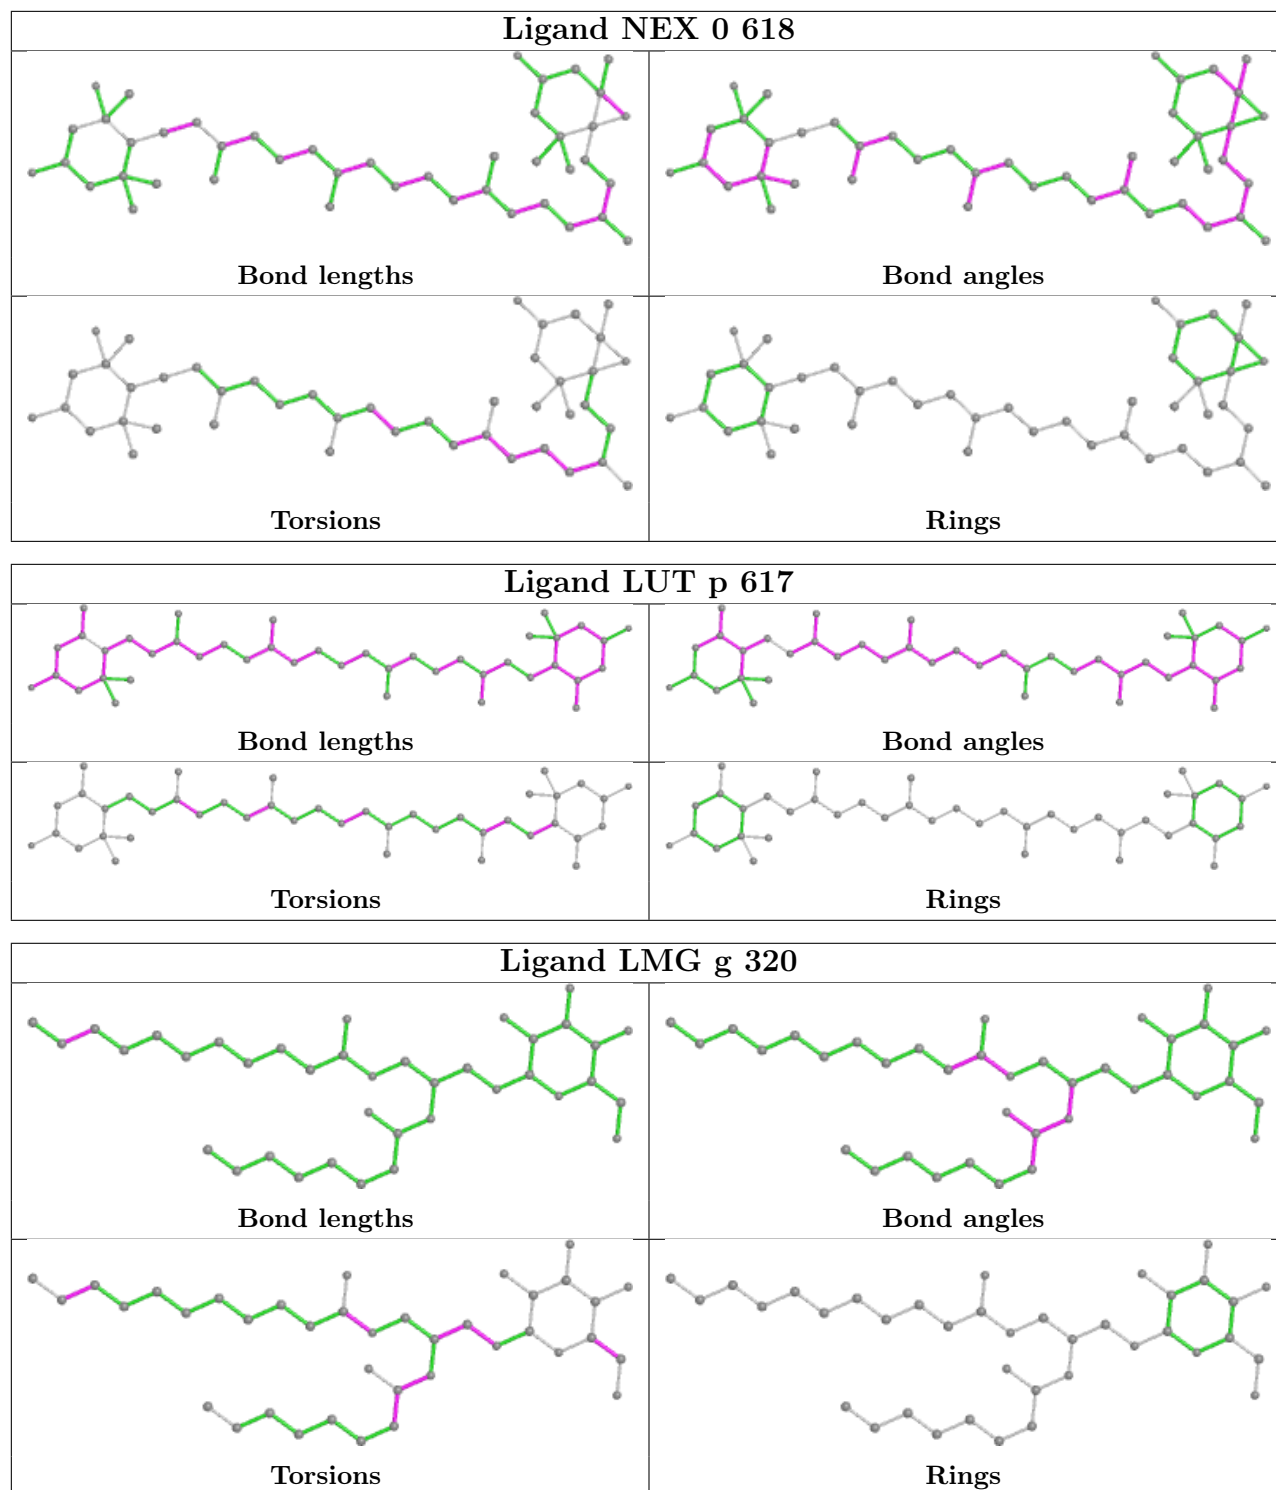 Ligand NEX 0 618
Bond lengths
Bond angles
Torsions
Rings
Ligand LUT p 617
Bond lengths
Bond angles
Torsions
Rings
Ligand LMG g 320
Bond lengths
Bond angles
Torsions
Rings